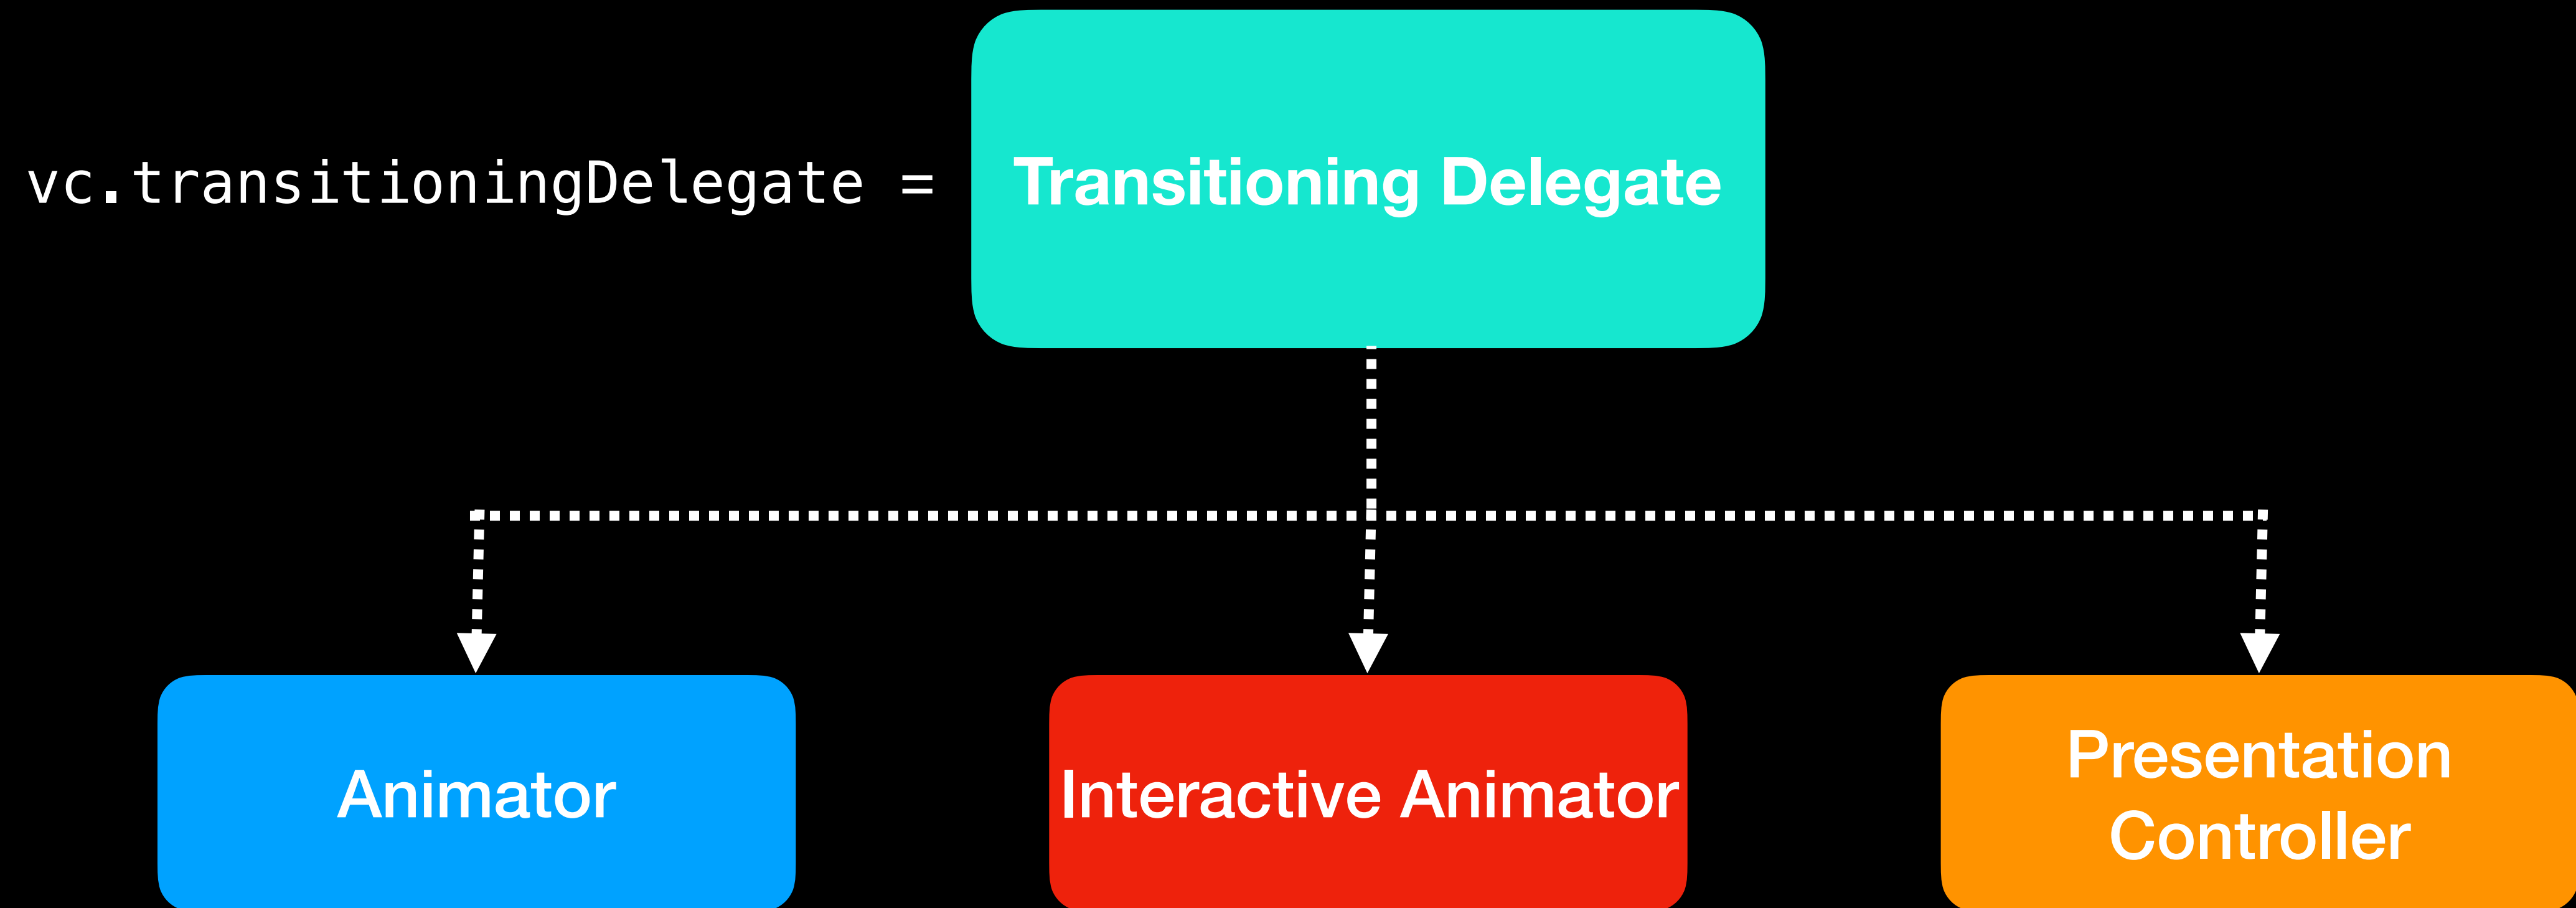 vc.transitioningDelegate =
Transitioning Delegate
Animator
Interactive Animator
Presentation
Controller